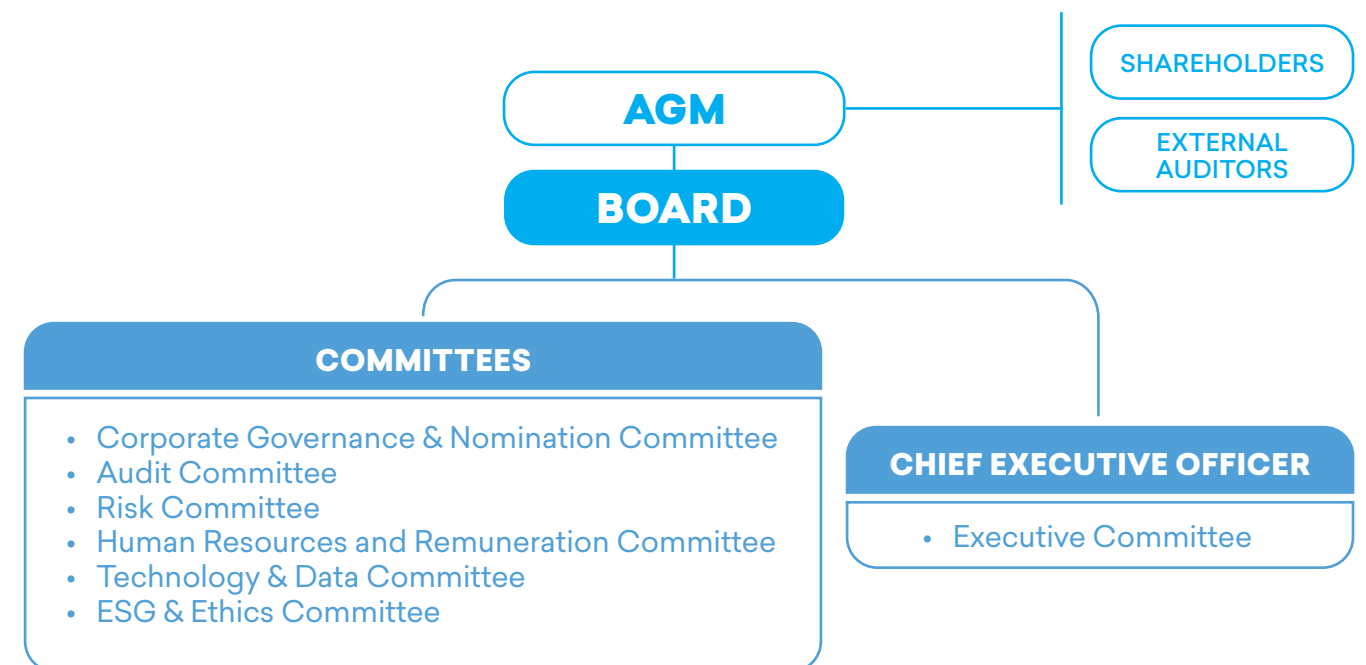 SHAREHOLDERS
AGM
EXTERNAL
AUDITORS
BOARD
COMMITTEES
• Corporate Governance & Nomination Committee
• Audit Committee
• Risk Committee
• Human Resources and Remuneration Committee
• Technology & Data Committee
• ESG & Ethics Committee
CHIEF EXECUTIVE OFFICER
• Executive Committee